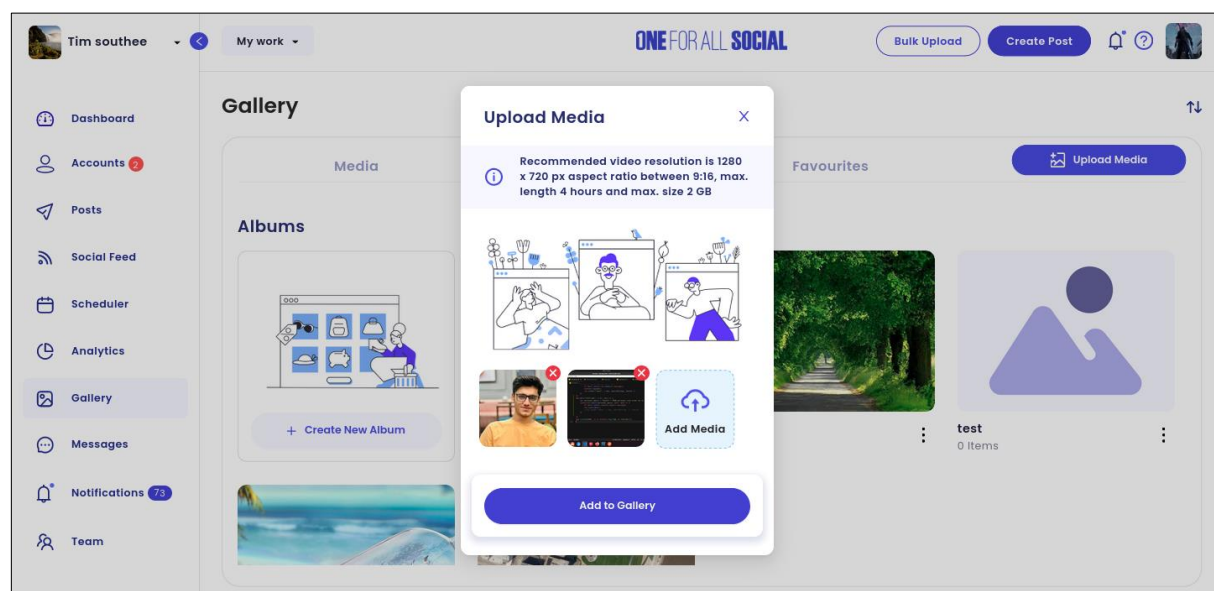 Tim southee
My work
ONE FOR ALL SOCIAL
Bulk Upload
Create Post
Dashboard
Accounts 2
Posts
Social Feed
Scheduler
Analytics
Gallery
Messages
Notifications 73
Team
Gallery
Media
Favourites
Upload Media
Albums
+ Create New Album
test
0 Items
Upload Media
X
Recommended video resolution is 1280
x 720 px aspect ratio between 9:16, max.
length 4 hours and max. size 2 GB
Add Media
Add to Gallery